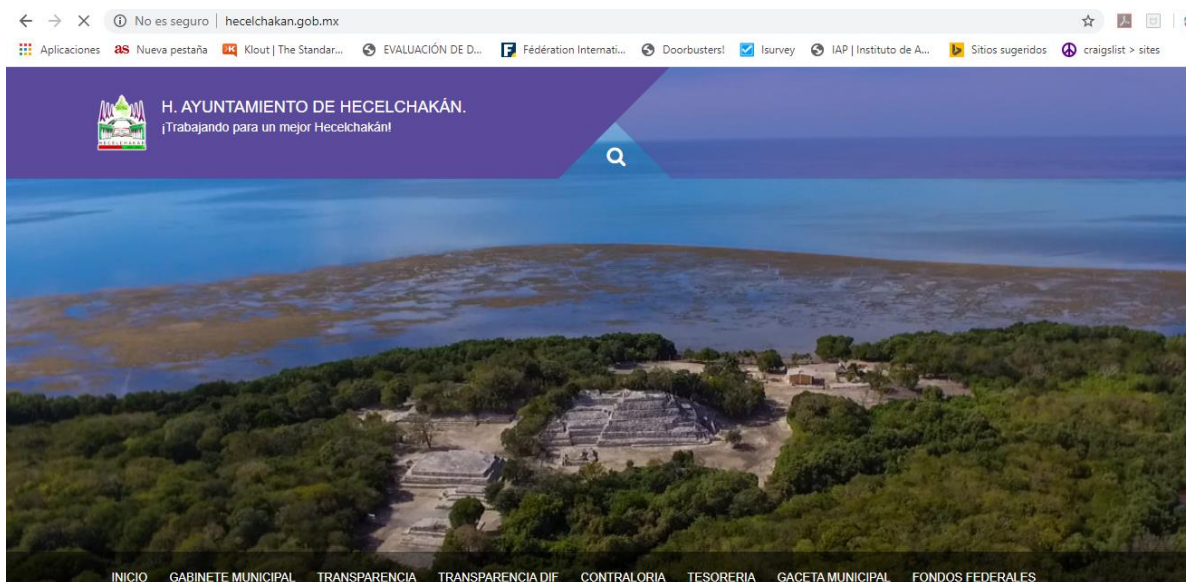 No es seguro hecelchakan.gob.mx
Aplicaciones as Nueva pestaña Klout | The Standar... EVALUACIÓN DE D... Fédération Internati... Doorbusters! Isurvey IAP | Instituto de A... Sitios sugeridos craigslist > sites
H. AYUNTAMIENTO DE HECELCHAKÁN.
¡Trabajando para un mejor Hecelchakán!
HECELCHAKÁN
INICIO GABINETE MUNICIPAL TRANSPARENCIA TRANSPARENCIA DIF CONTRALORIA TESORERIA GACETA MUNICIPAL FONDOS FEDERALES